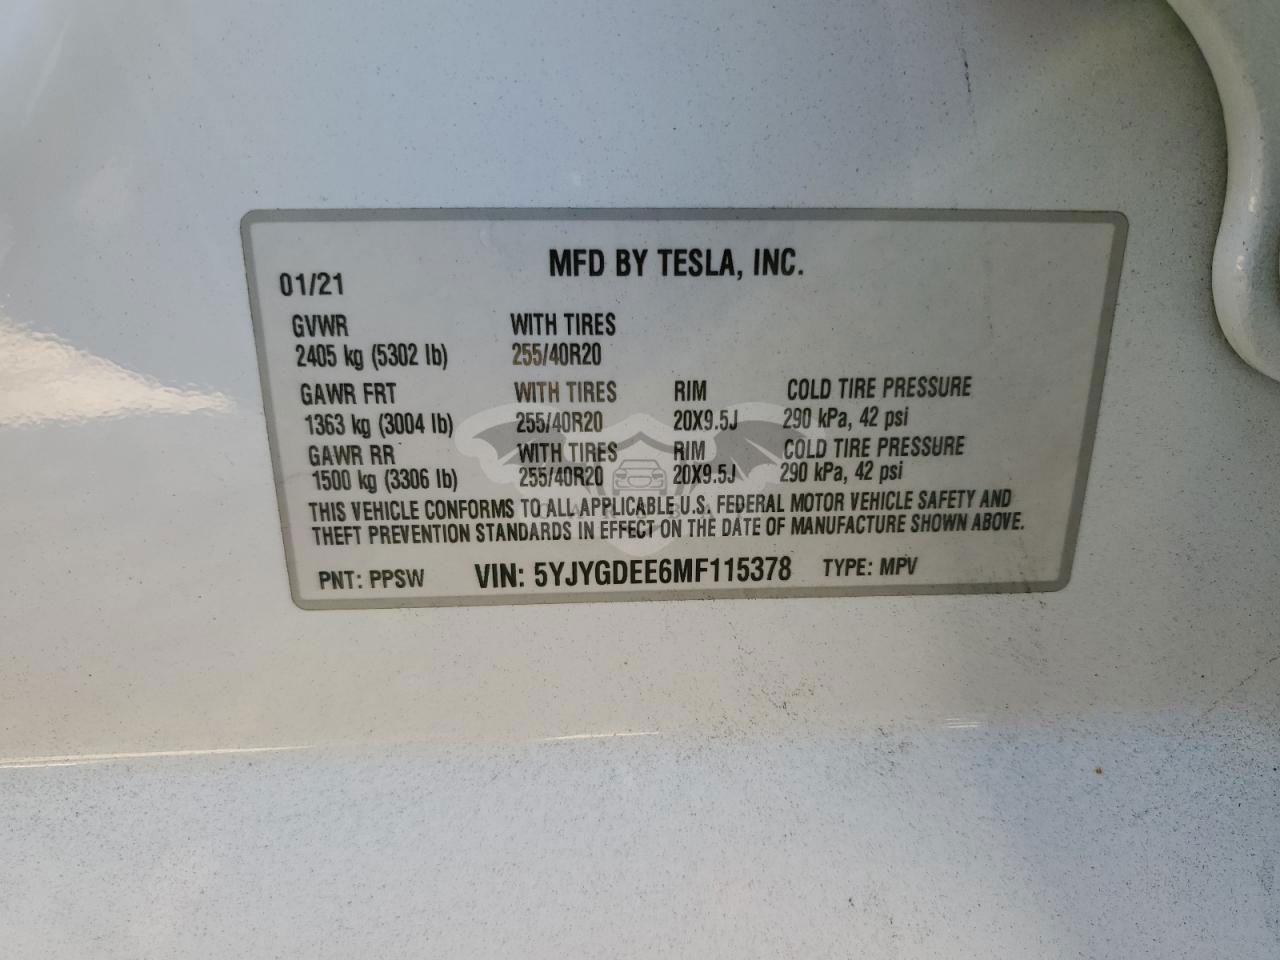 MFD BY TESLA, INC.
01/21
GVWR WITH TIRES
2405 kg (5302 lb) 255/40R20
GAWR FRT WITH TIRES RIM COLD TIRE PRESSURE
1363 kg (3004 lb) 255/40R20 20X9.5J 290 kPa, 42 psi
GAWR RR WITH TIRES RIM COLD TIRE PRESSURE
1500 kg (3306 lb) 255/40R20 20X9.5J 290 kPa, 42 psi
THIS VEHICLE CONFORMS TO ALL APPLICABLE U.S. FEDERAL MOTOR VEHICLE SAFETY AND
THEFT PREVENTION STANDARDS IN EFFECT ON THE DATE OF MANUFACTURE SHOWN ABOVE.
PNT: PPSW VIN: 5YJYGDEE6MF115378 TYPE: MPV